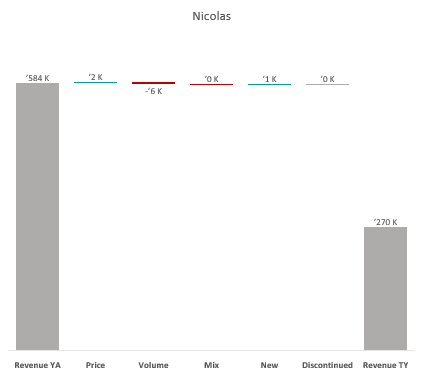 Nicolas
'584 K
'2 K
-'6 K
'0 K
'1 K
'0 K
'270 K
Revenue YA
Price
Volume
Mix
New
Discontinued
Revenue TY